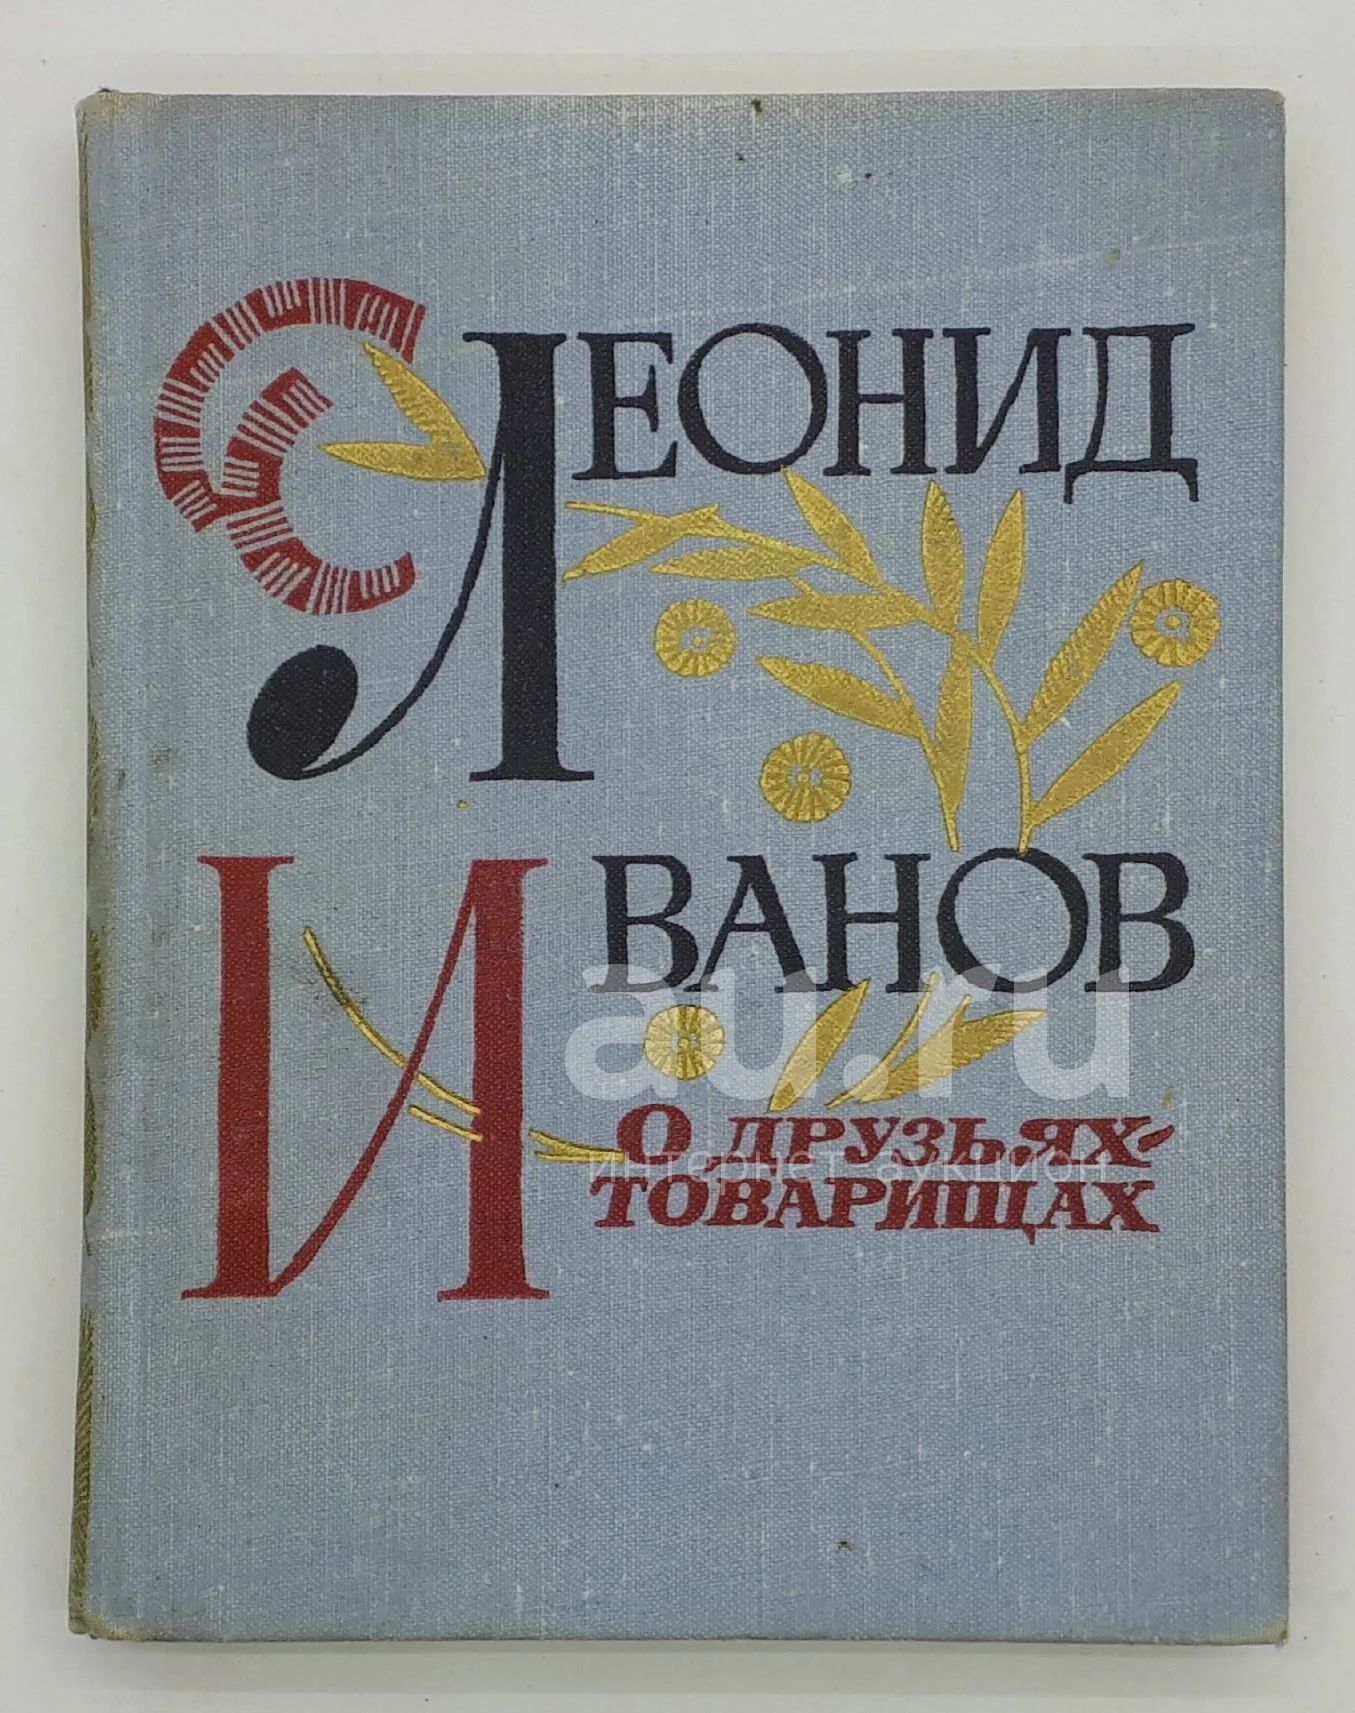 ЛЕОНИД
ИВАНОВ
au.ru
О ДРУЗЬЯХ-
интернет аукцион
ТОВАРИЩАХ